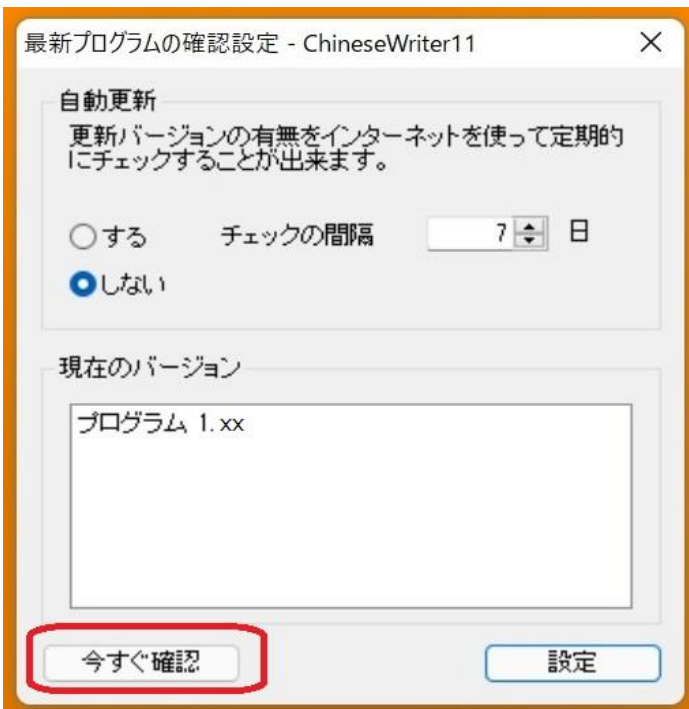 最新プログラムの確認設定 - ChineseWriter11
自動更新
更新バージョンの有無をインターネットを使って定期的
にチェックすることが出来ます。
する チェックの間隔 7 日
しない
現在のバージョン
プログラム 1.xx
今すぐ確認 設定